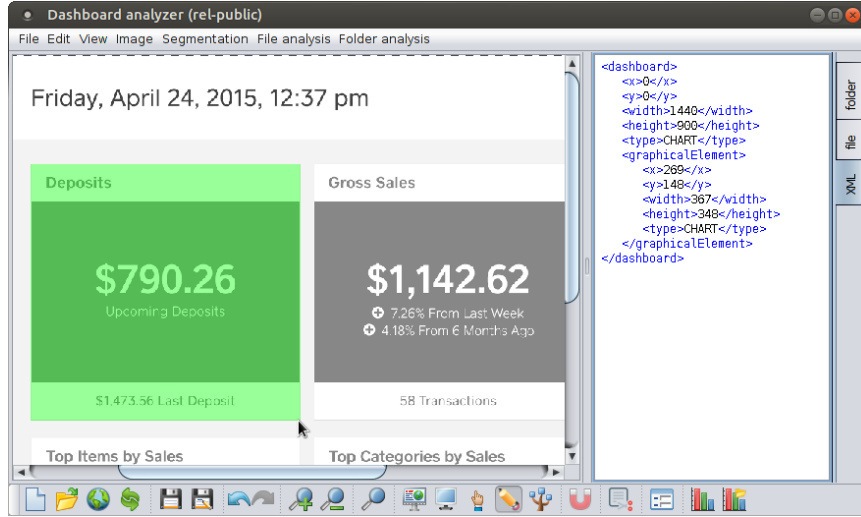 Dashboard analyzer (rel-public)
File Edit View Image Segmentation File analysis Folder analysis
Friday, April 24, 2015, 12:37 pm
Deposits
$790.26
Upcoming Deposits
$1,473.56 Last Deposit
Gross Sales
$1,142.62
7.26% From Last Week
4.18% From 6 Months Ago
58 Transactions
Top Items by Sales
Top Categories by Sales
<dashboard>
<x>0</x>
<y>0</y>
<width>1440</width>
<height>900</height>
<type>CHART</type>
<graphicalElement>
<x>269</x>
<y>148</y>
<width>367</width>
<height>348</height>
<type>CHART</type>
</graphicalElement>
</dashboard>
folder
file
XML